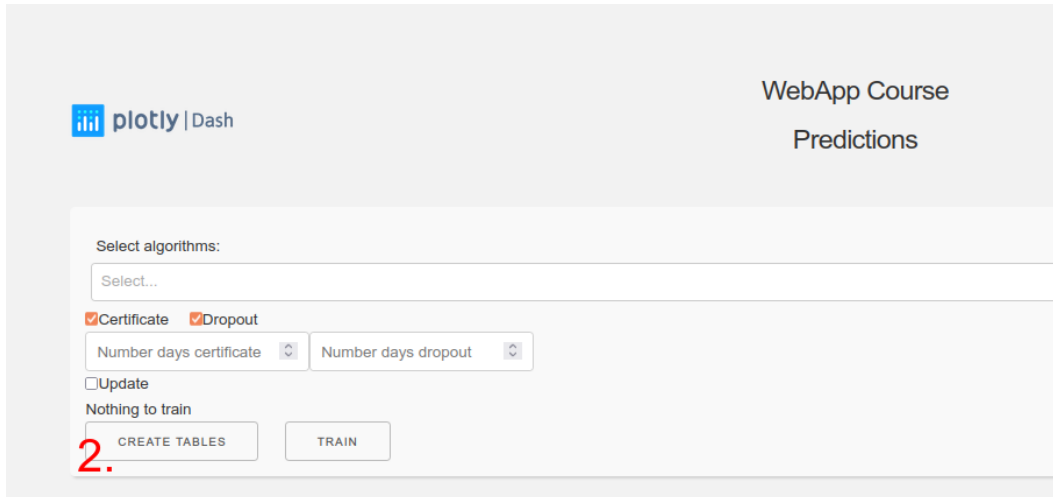 WebApp Course
Predictions
plotly | Dash
Select algorithms:
Select...
Certificate Dropout
Number days certificate Number days dropout
Update
Nothing to train
CREATE TABLES TRAIN
2.